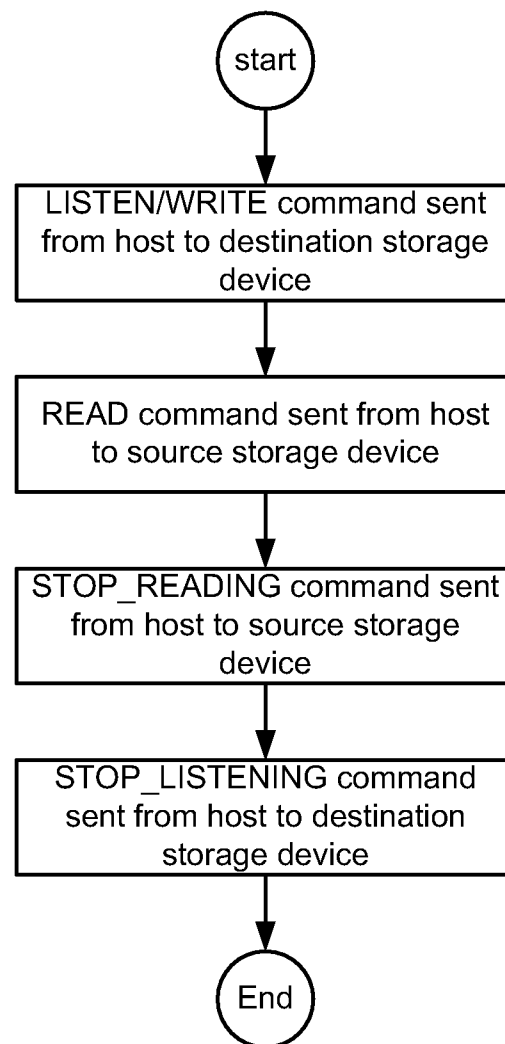 start
LISTEN/WRITE command sent
from host to destination storage
device
READ command sent from host
to source storage device
STOP_READING command sent
from host to source storage
device
STOP_LISTENING command
sent from host to destination
storage device
End